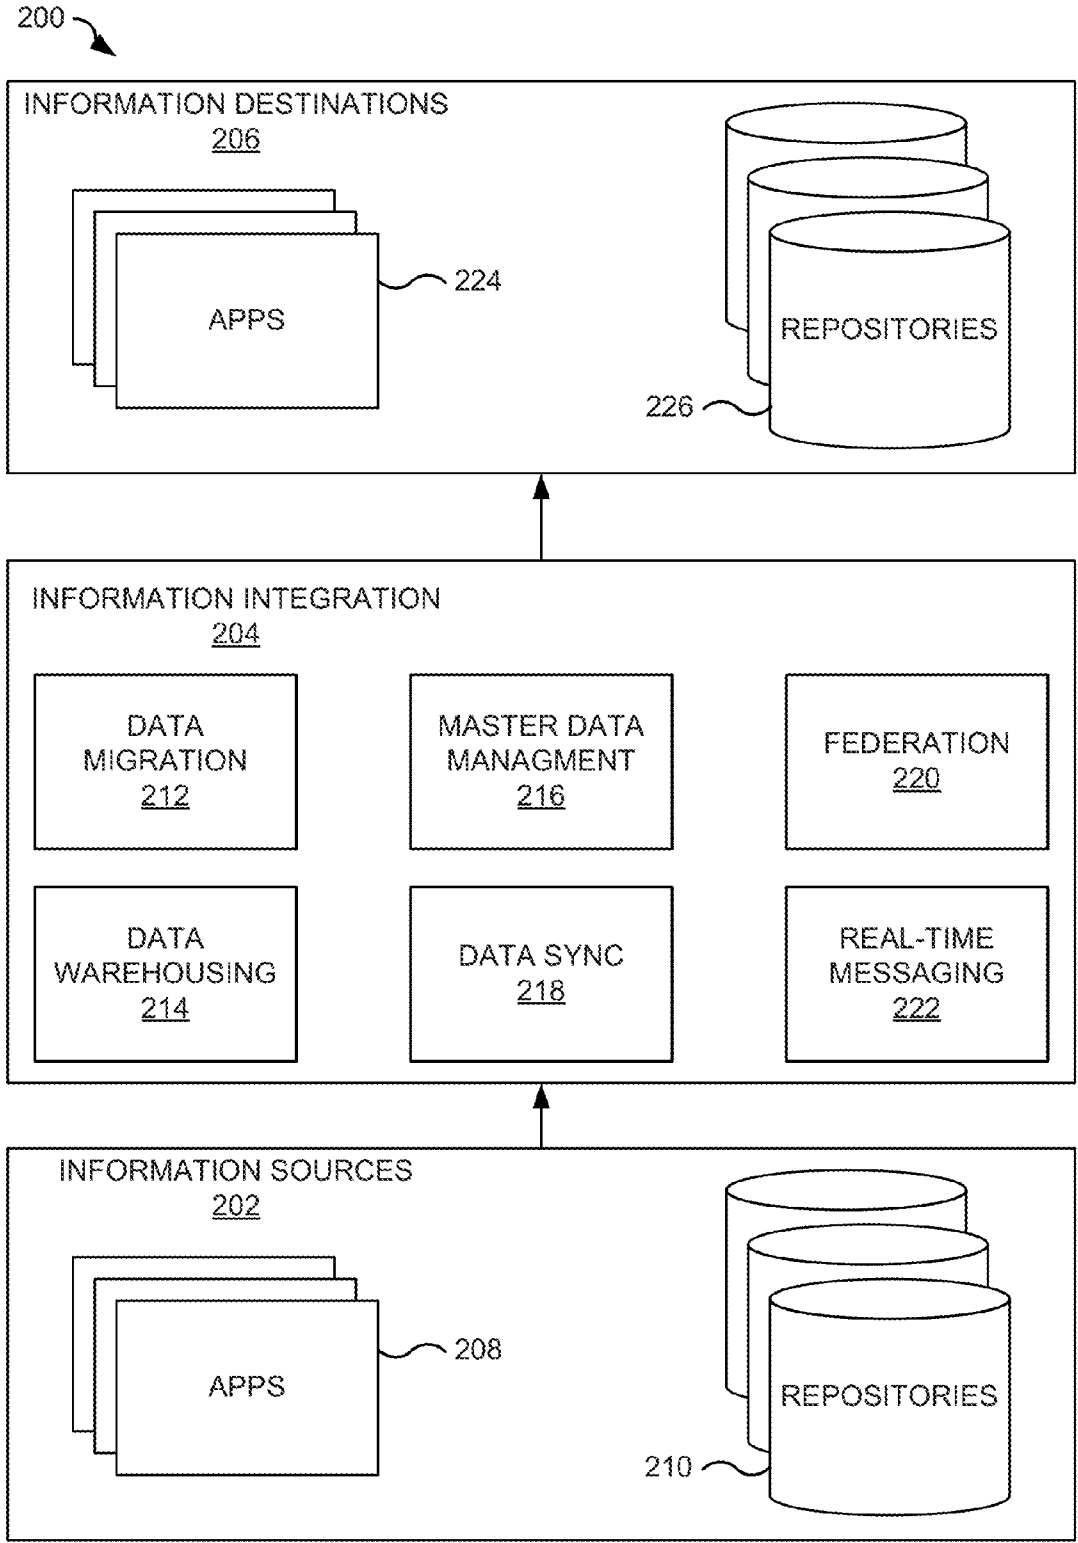 200
INFORMATION DESTINATIONS
206
APPS
224
REPOSITORIES
226
INFORMATION INTEGRATION
204
DATA
MIGRATION
212
MASTER DATA
MANAGMENT
216
FEDERATION
220
DATA
WAREHOUSING
214
DATA SYNC
218
REAL-TIME
MESSAGING
222
INFORMATION SOURCES
202
APPS
208
REPOSITORIES
210